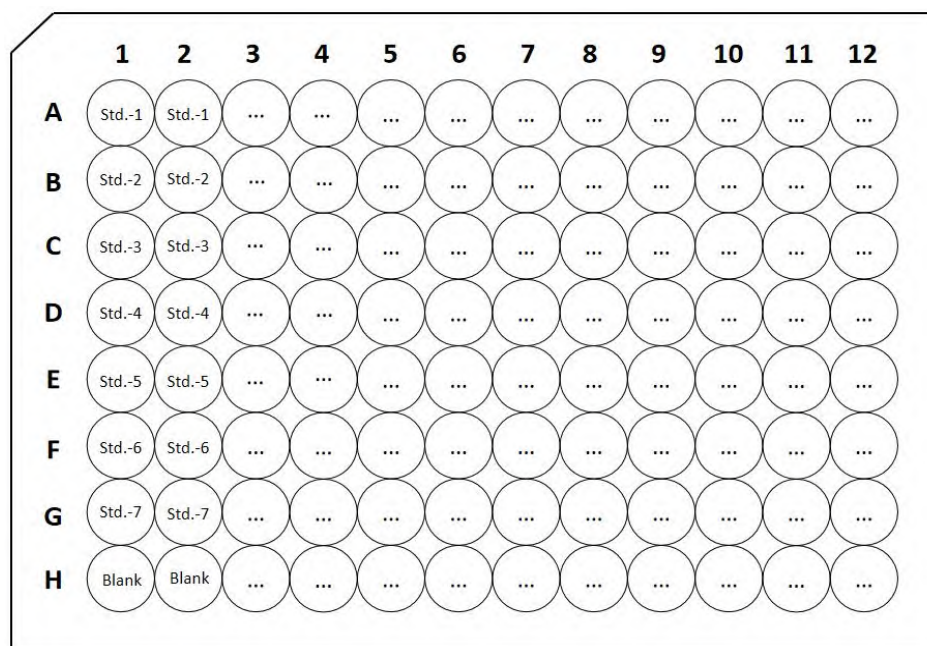 1 2 3 4 5 6 7 8 9 10 11 12
A Std.-1 Std.-1 ... ... ... ... ... ... ... ... ... ...
B Std.-2 Std.-2 ... ... ... ... ... ... ... ... ... ...
C Std.-3 Std.-3 ... ... ... ... ... ... ... ... ... ...
D Std.-4 Std.-4 ... ... ... ... ... ... ... ... ... ...
E Std.-5 Std.-5 ... ... ... ... ... ... ... ... ... ...
F Std.-6 Std.-6 ... ... ... ... ... ... ... ... ... ...
G Std.-7 Std.-7 ... ... ... ... ... ... ... ... ... ...
H Blank Blank ... ... ... ... ... ... ... ... ... ...